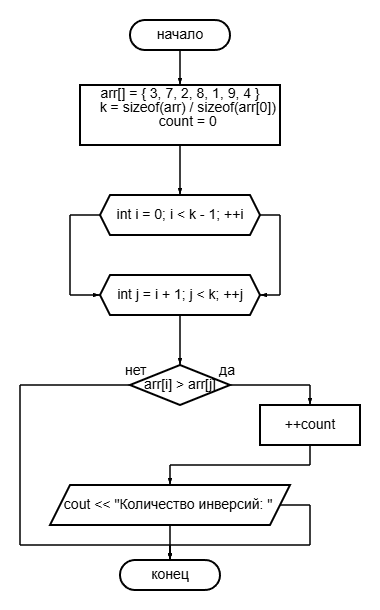 начало
arr[] = { 3, 7, 2, 8, 1, 9, 4 }
k = sizeof(arr) / sizeof(arr[0])
count = 0
int i = 0; i < k - 1; ++i
int j = i + 1; j < k; ++j
нет
да
arr[i] > arr[j]
++count
cout << "Количество инверсий: "
конец